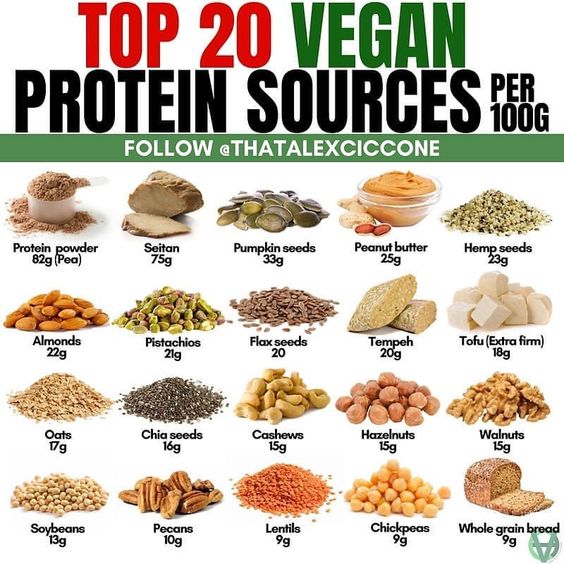 TOP 20 VEGAN
PROTEIN SOURCES PER 100G
FOLLOW @THATALEXCICCONE
Protein powder
82g (Pea)
Seitan
75g
Pumpkin seeds
33g
Peanut butter
25g
Hemp seeds
23g
Almonds
22g
Pistachios
21g
Flax seeds
20
Tempeh
20g
Tofu (Extra firm)
18g
Oats
17g
Chia seeds
16g
Cashews
15g
Hazelnuts
15g
Walnuts
15g
Soybeans
13g
Pecans
10g
Lentils
9g
Chickpeas
9g
Whole grain bread
9g